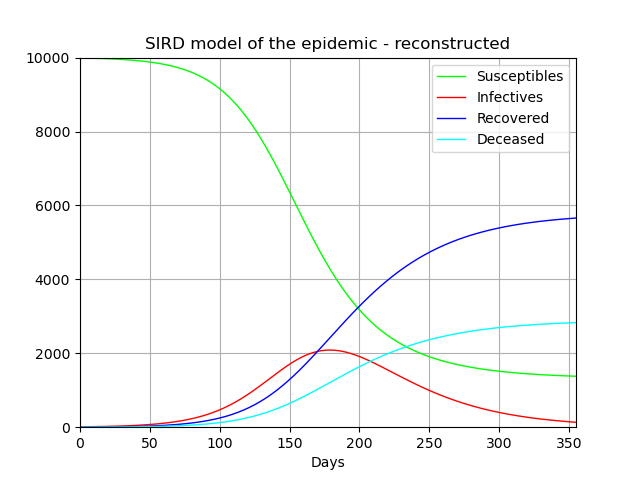 SIRD model of the epidemic - reconstructed
10000
8000
6000
4000
2000
0
Susceptibles
Infectives
Recovered
Deceased
0 50 100 150 200 250 300 350
Days